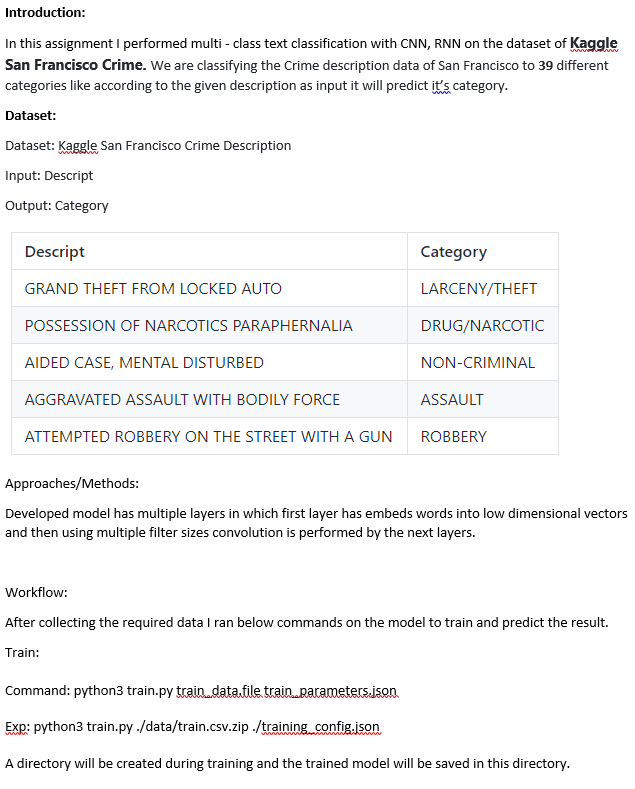 Introduction:
In this assignment I performed multi - class text classification with CNN, RNN on the dataset of Kaggle
San Francisco Crime. We are classifying the Crime description data of San Francisco to 39 different
categories like according to the given description as input it will predict it's category.
Dataset:
Dataset: Kaggle San Francisco Crime Description
Input: Descript
Output: Category
Descript Category
GRAND THEFT FROM LOCKED AUTO LARCENY/THEFT
POSSESSION OF NARCOTICS PARAPHERNALIA DRUG/NARCOTIC
AIDED CASE, MENTAL DISTURBED NON-CRIMINAL
AGGRAVATED ASSAULT WITH BODILY FORCE ASSAULT
ATTEMPTED ROBBERY ON THE STREET WITH A GUN ROBBERY
Approaches/Methods:
Developed model has multiple layers in which first layer has embeds words into low dimensional vectors
and then using multiple filter sizes convolution is performed by the next layers.
Workflow:
After collecting the required data I ran below commands on the model to train and predict the result.
Train:
Command: python3 train.py train_data.file train_parameters.json
Exp: python3 train.py ./data/train.csv.zip ./training_config.json
A directory will be created during training and the trained model will be saved in this directory.